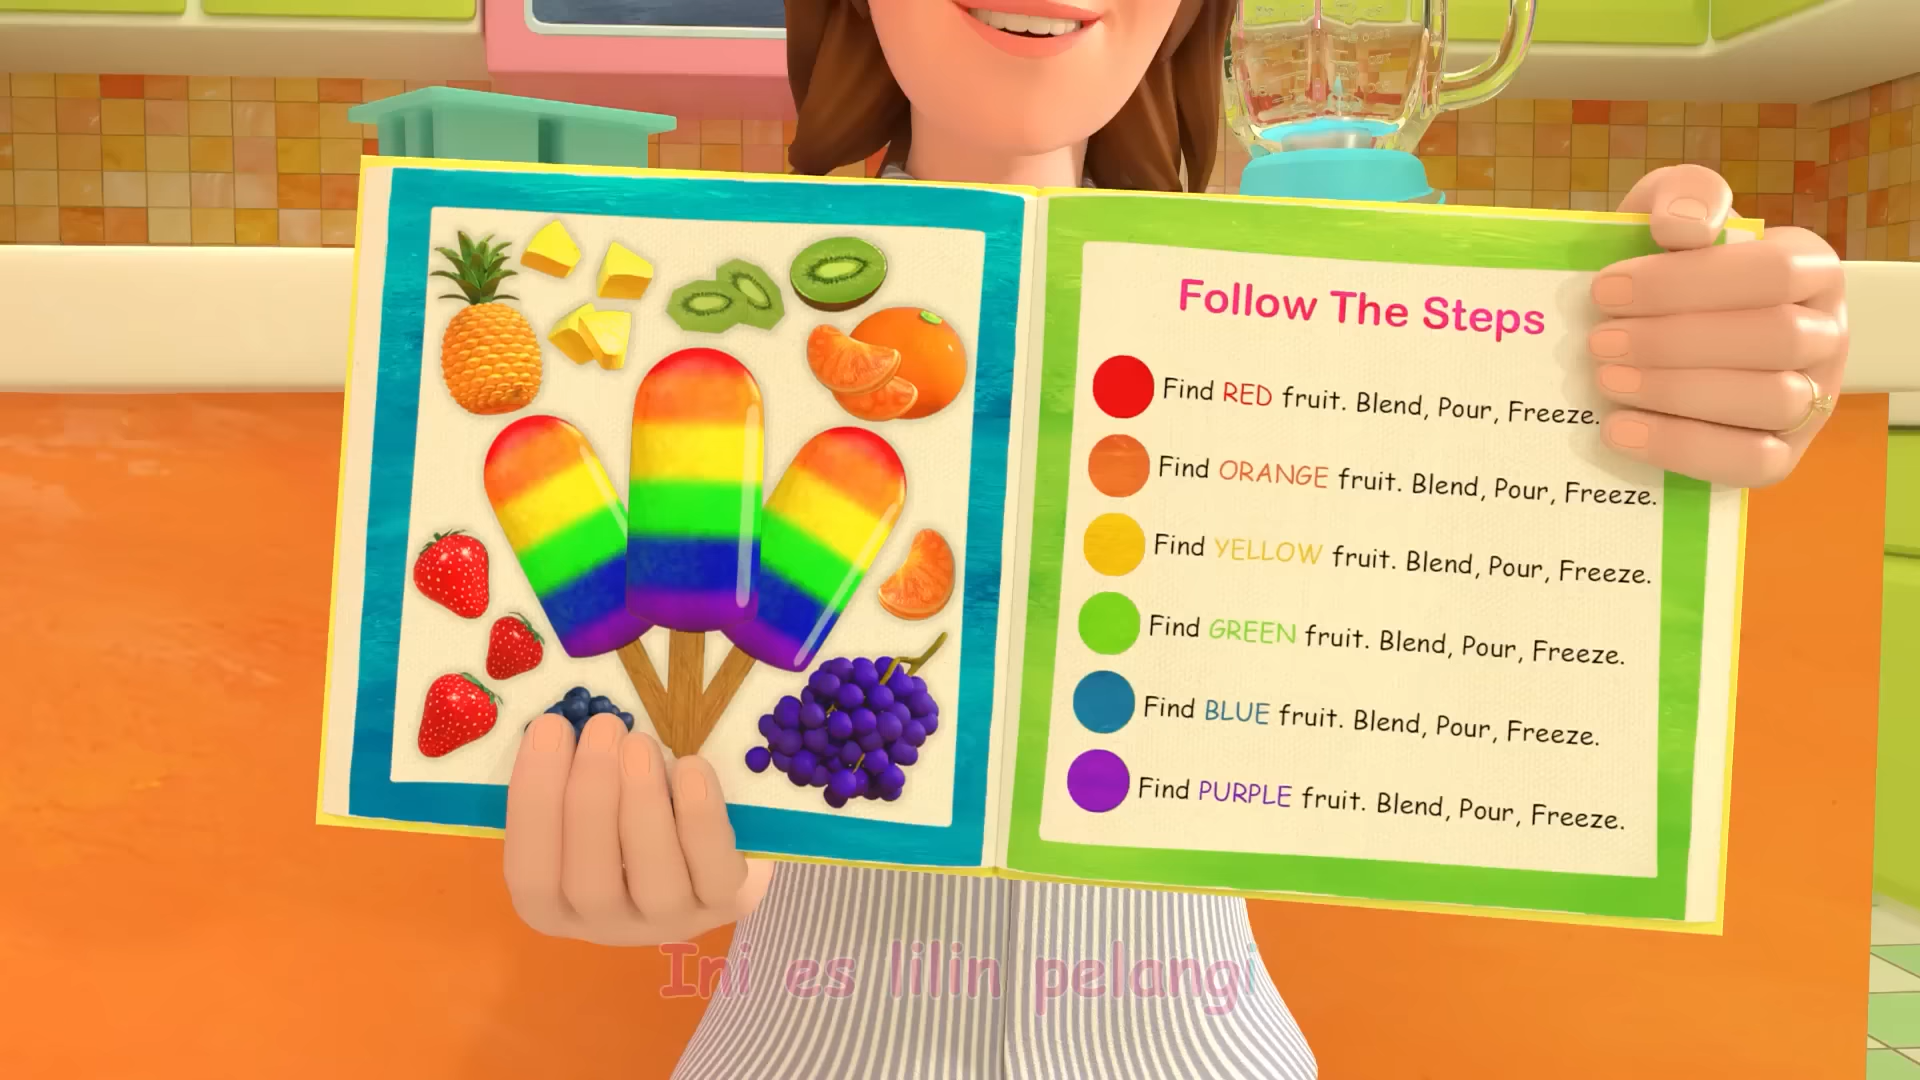 Follow The Steps
Find RED fruit. Blend, Pour, Freeze.
Find ORANGE fruit. Blend, Pour, Freeze.
Find YELLOW fruit. Blend, Pour, Freeze.
Find GREEN fruit. Blend, Pour, Freeze.
Find BLUE fruit. Blend, Pour, Freeze.
Find PURPLE fruit. Blend, Pour, Freeze.
Ini es lilin pelangi